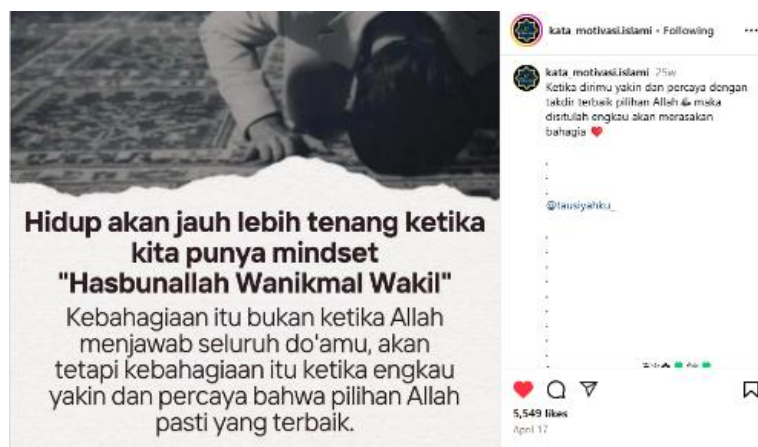 Hidup akan jauh lebih tenang ketika
kita punya mindset
"Hasbunallah Wanikmal Wakil"
Kebahagiaan itu bukan ketika Allah
menjawab seluruh do'amu, akan
tetapi kebahagiaan itu ketika engkau
yakin dan percaya bahwa pilihan Allah
pasti yang terbaik.
kata_motivasi.islami • Following
kata_motivasi.islami 25w
Ketika dirimu yakin dan percaya dengan
takdir terbaik pilihan Allah maka
disitulah engkau akan merasakan
bahagia ❤️
.
.
.
@tausiyahku_
.
.
.
.
.
.
.
.
.
5,549 likes
April 17